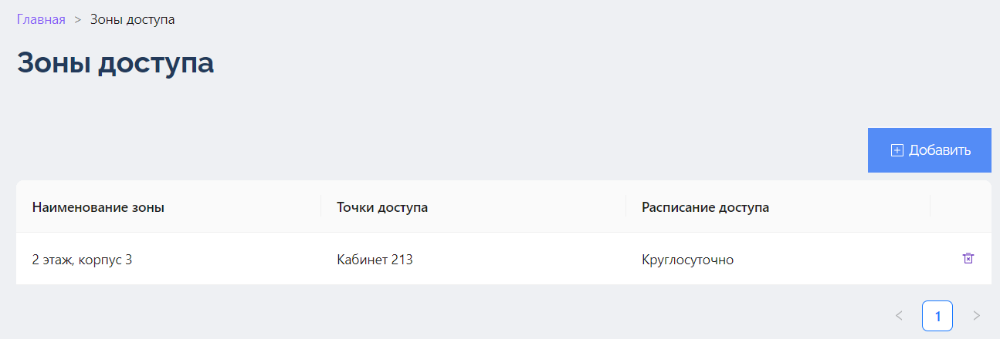 Главная > Зоны доступа
Зоны доступа
Добавить
Наименование зоны Точки доступа Расписание доступа
2 этаж, корпус 3 Кабинет 213 Круглосуточно
< 1 >